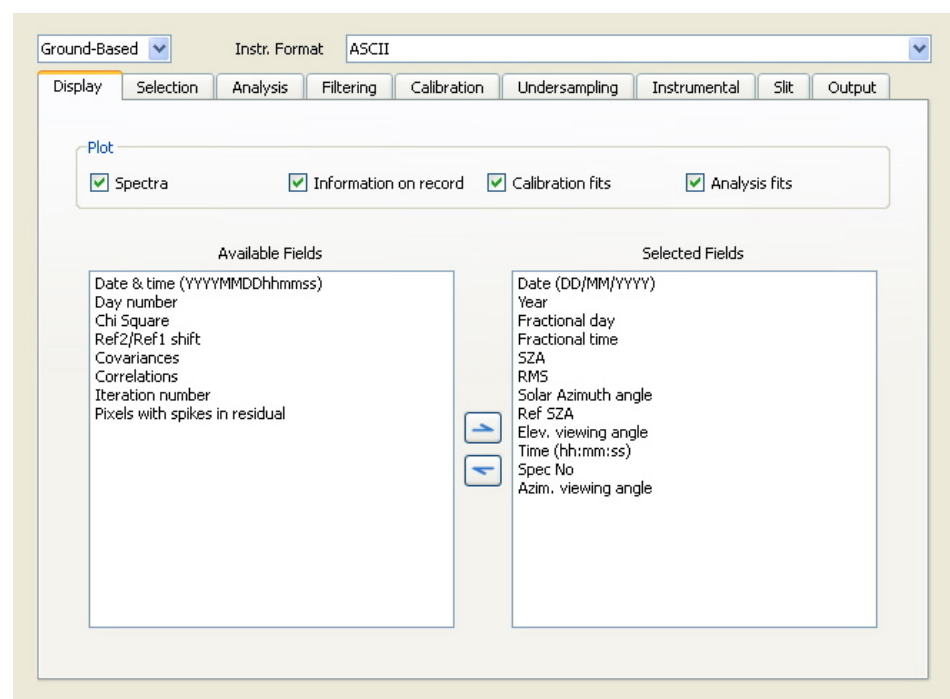 Ground-Based Instr. Format ASCII
Display Selection Analysis Filtering Calibration Undersampling Instrumental Slit Output
Plot
Spectra Information on record Calibration fits Analysis fits
Available Fields
Date & time (YYYYMMDDhhmmss)
Day number
Chi Square
Ref2/Ref1 shift
Covariances
Correlations
Iteration number
Pixels with spikes in residual
Selected Fields
Date (DD/MM/YYYY)
Year
Fractional day
Fractional time
SZA
RMS
Solar Azimuth angle
Ref SZA
Elev. viewing angle
Time (hh:mm:ss)
Spec No
Azim. viewing angle